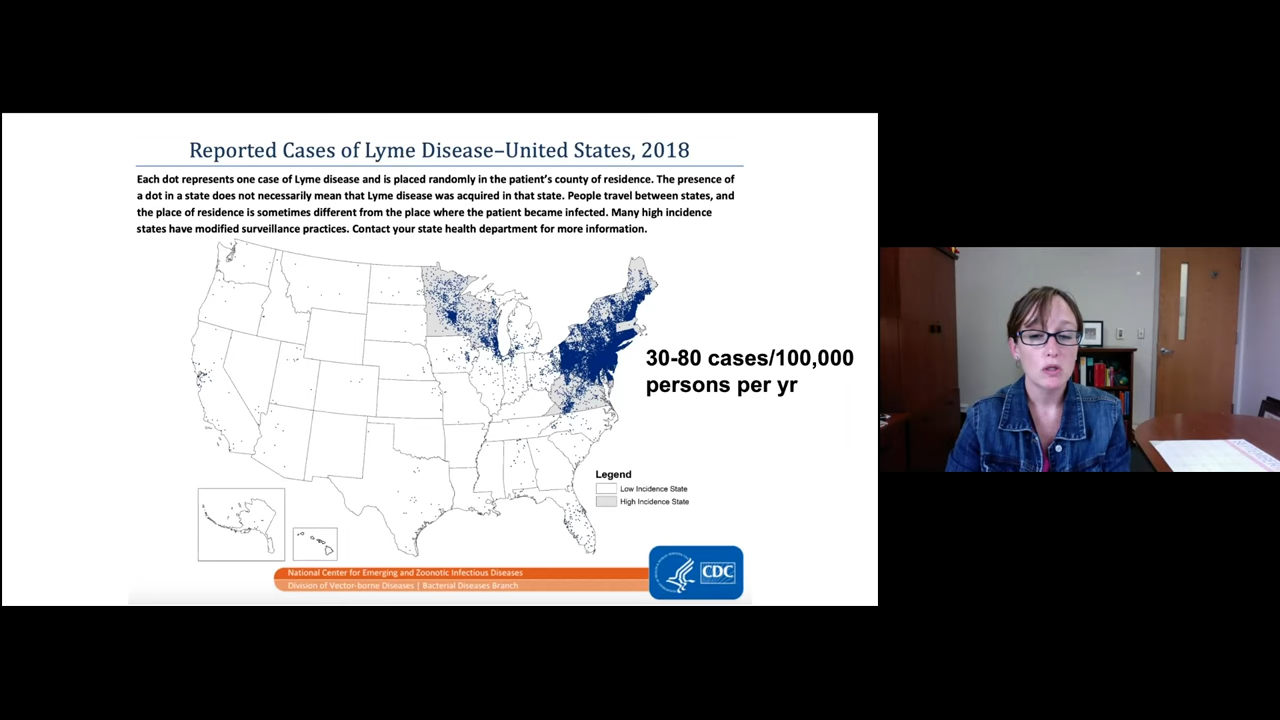 Reported Cases of Lyme Disease–United States, 2018
Each dot represents one case of Lyme disease and is placed randomly in the patient's county of residence. The presence of
a dot in a state does not necessarily mean that Lyme disease was acquired in that state. People travel between states, and
the place of residence is sometimes different from the place where the patient became infected. Many high incidence
states have modified surveillance practices. Contact your state health department for more information.
30-80 cases/100,000
persons per yr
Legend
Low Incidence State
High Incidence State
National Center for Emerging and Zoonotic Infectious Diseases
Division of Vector-borne Diseases | Bacterial Diseases Branch
CDC